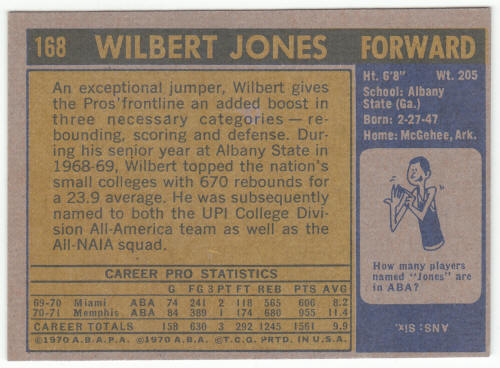 168 WILBERT JONES FORWARD
An exceptional jumper, Wilbert gives
the Pros' frontline an added boost in
three necessary categories — re-
bounding, scoring and defense. Dur-
ing his senior year at Albany State in
1968-69, Wilbert topped the nation's
small colleges with 670 rebounds for
a 23.9 average. He was subsequently
named to both the UPI College Divi-
sion All-America team as well as the
All-NAIA squad.
CAREER PRO STATISTICS
G FG 3 PT FT REB PTS AVG
69-70 Miami ABA 74 241 2 118 565 606 8.2
70-71 Memphis ABA 84 389 1 174 680 955 11.4
CAREER TOTALS 158 630 3 292 1245 1561 9.9
©1970 A.B.A.P.A. ©1970 A.B.A. ©T.C.G. PRTD. IN U.S.A.
Ht. 6'8" Wt. 205
School: Albany
State (Ga.)
Born: 2-27-47
Home: McGehee, Ark.
How many players
named "Jones" are
in ABA?
ANS: Six.